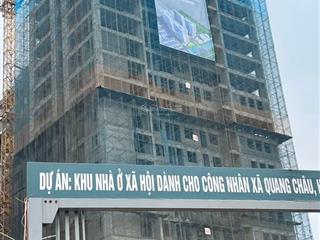 DỰ ÁN: KHU NHÀ Ở XÃ HỘI DÀNH CHO CÔNG NHÂN XÃ QUANG CHÂU,